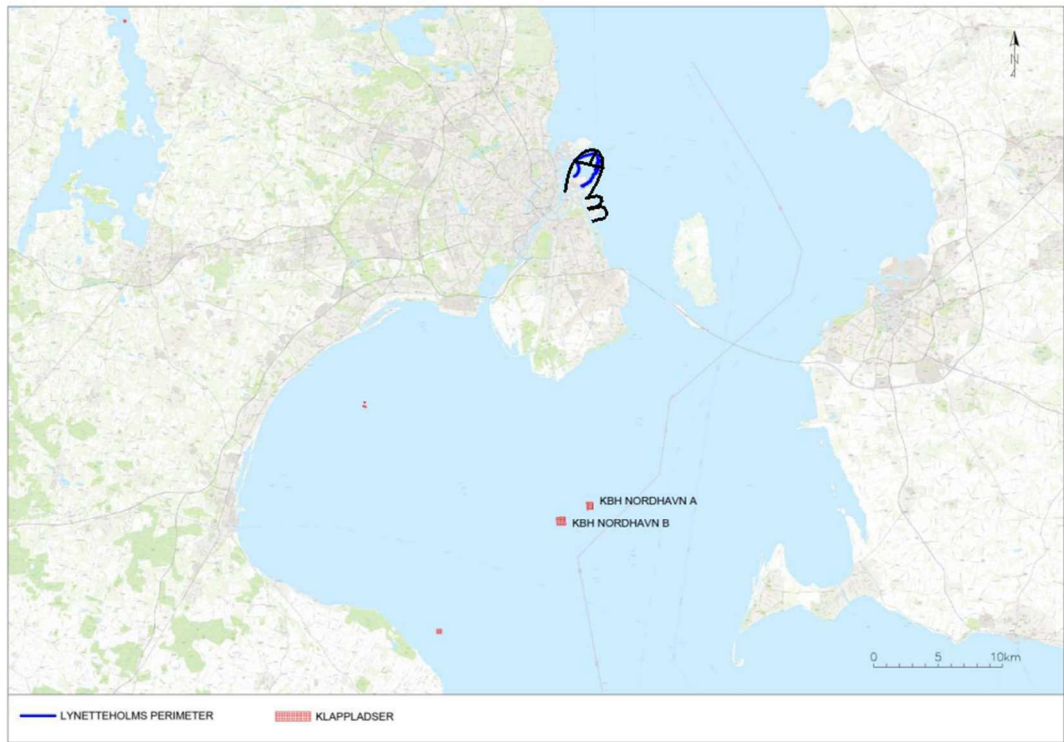 N
KBH NORDHAVN A
KBH NORDHAVN B
0 5 10km
LYNETTEHOLMS PERIMETER
KLAPPLADSER